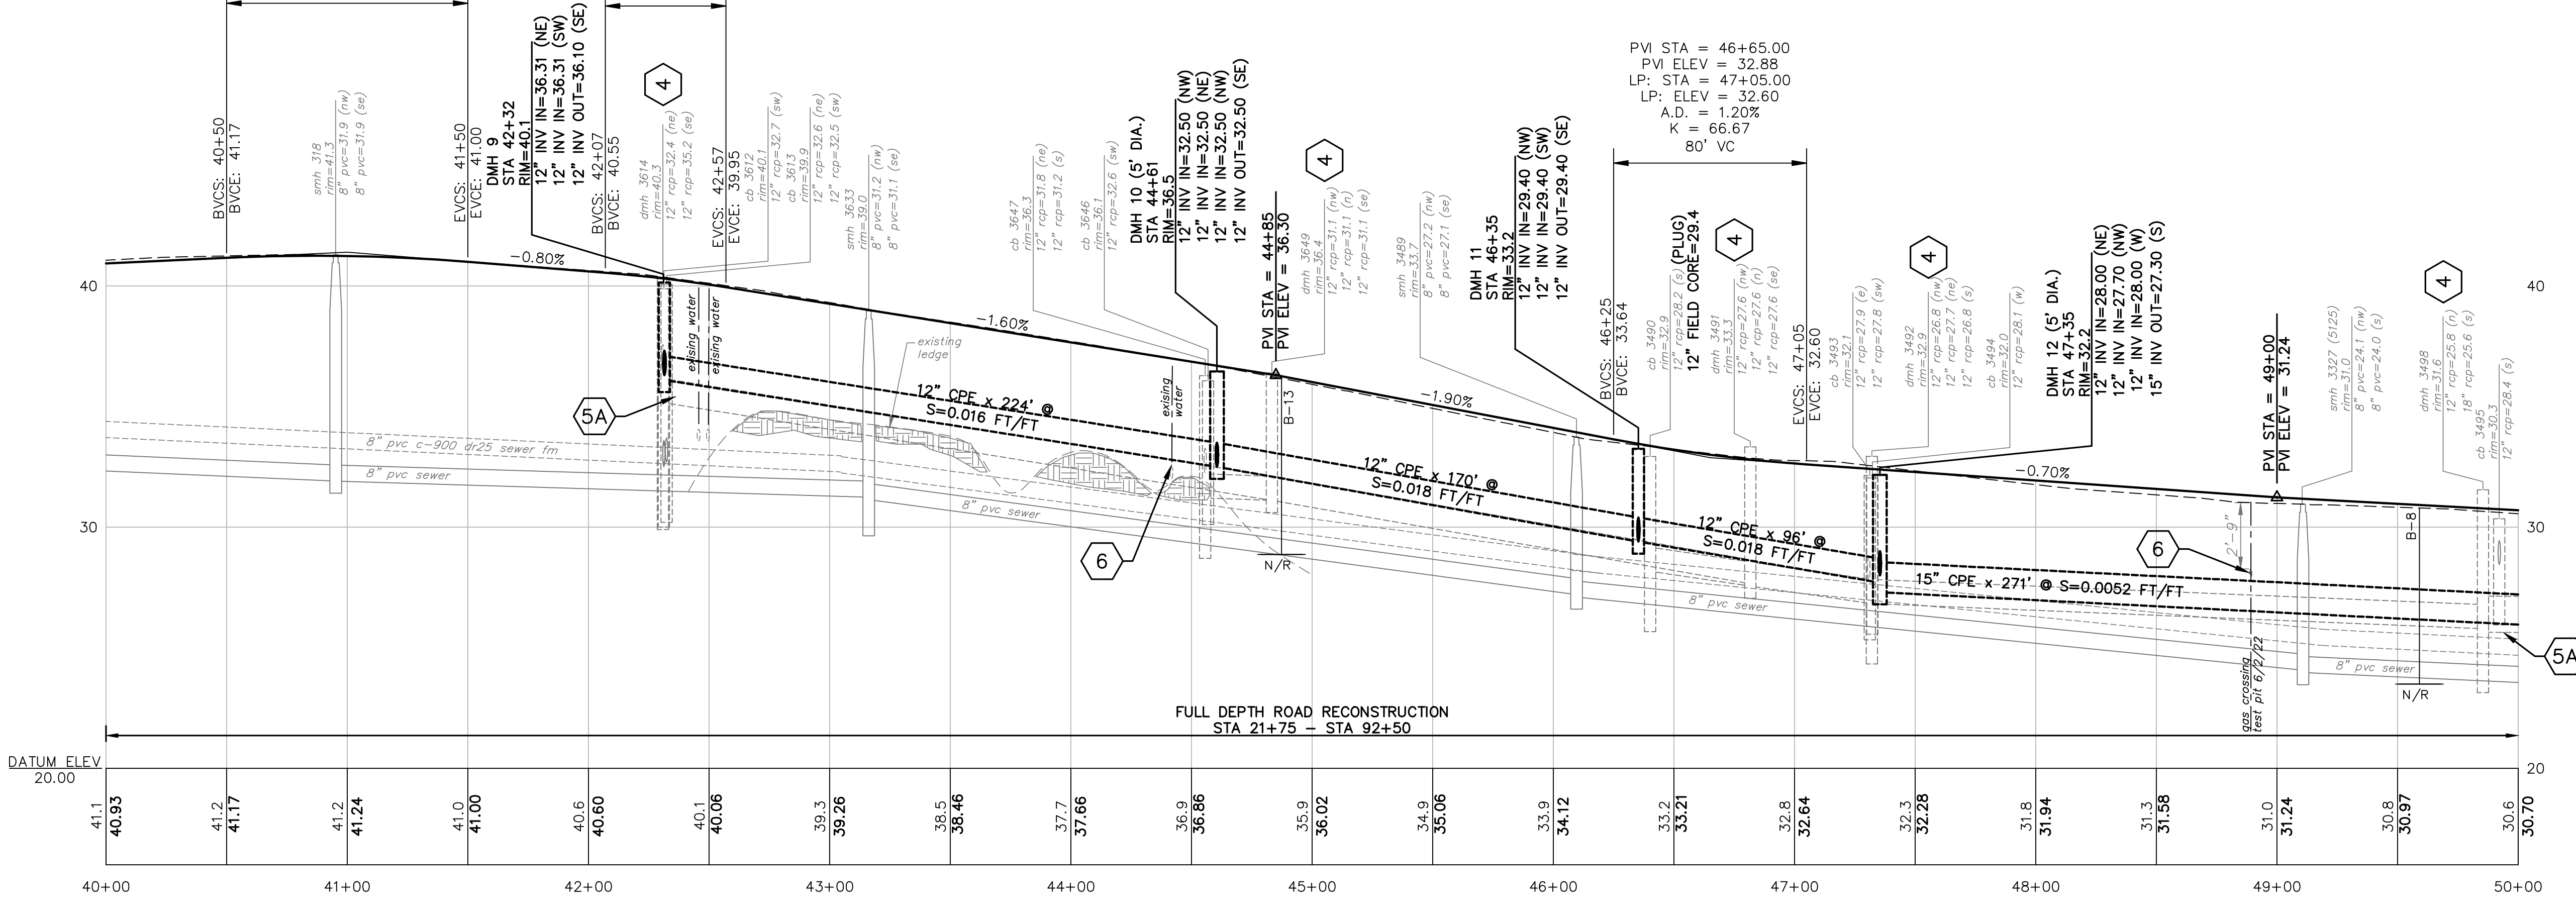 BVCS: 40+50
BVCE: 41.17
smh 318
rim=41.3
8" pvc=31.9 (nw)
8" pvc=31.9 (se)
EVCS: 41+50
EVCE: 41.00
DMH 9
STA 42+32
RIM=40.1
12" INV IN=36.31 (NE)
12" INV IN=36.31 (SW)
12" INV OUT=36.10 (SE)
BVCS: 42+07
BVCE: 40.55
4
dmh 3614
rim=40.3
12" rcp=32.4 (ne)
12" rcp=35.2 (se)
EVCS: 42+57
EVCE: 39.95
cb 3612
rim=40.1
12" rcp=32.7 (sw)
cb 3613
rim=39.9
12" rcp=32.6 (ne)
12" rcp=32.5 (sw)
smh 3633
rim=39.0
8" pvc=31.2 (nw)
8" pvc=31.1 (se)
cb 3647
rim=36.3
12" rcp=31.8 (ne)
12" rcp=31.2 (s)
cb 3646
rim=36.1
12" rcp=32.6 (sw)
DMH 10 (5' DIA.)
STA 44+61
RIM=36.5
12" INV IN=32.50 (NW)
12" INV IN=32.50 (NE)
12" INV IN=32.50 (NW)
12" INV OUT=32.50 (SE)
PVI STA = 44+85
PVI ELEV = 36.30
4
dmh 3649
rim=36.4
12" rcp=31.1 (nw)
12" rcp=31.1 (n)
12" rcp=31.1 (se)
smh 3489
rim=33.7
8" pvc=27.2 (nw)
8" pvc=27.1 (se)
DMH 11
STA 46+35
RIM=33.2
12" INV IN=29.40 (NW)
12" INV IN=29.40 (SW)
12" INV OUT=29.40 (SE)
PVI STA = 46+65.00
PVI ELEV = 32.88
LP: STA = 47+05.00
LP: ELEV = 32.60
A.D. = 1.20%
K = 66.67
80' VC
BVCS: 46+25
BVCE: 33.64
cb 3490
rim=32.9
12" rcp=28.2 (s) (PLUG)
12" FIELD CORE=29.4
4
dmh 3491
rim=33.3
12" rcp=27.6 (nw)
12" rcp=27.6 (n)
12" rcp=27.6 (se)
EVCS: 47+05
EVCE: 32.60
cb 3493
rim=32.1
12" rcp=27.9 (e)
12" rcp=27.8 (sw)
4
dmh 3492
rim=32.9
12" rcp=26.8 (nw)
12" rcp=27.7 (ne)
12" rcp=26.8 (s)
cb 3494
rim=32.0
12" rcp=28.1 (w)
DMH 12 (5' DIA.)
STA 47+35
RIM=32.2
12" INV IN=28.00 (NE)
12" INV IN=27.70 (NW)
12" INV IN=28.00 (W)
15" INV OUT=27.30 (S)
PVI STA = 49+00
PVI ELEV = 31.24
smh 3327 (5125)
rim=31.0
8" pvc=24.1 (nw)
8" pvc=24.0 (s)
4
dmh 3498
rim=31.6
12" rcp=25.8 (n)
18" rcp=25.6 (s)
cb 3495
rim=30.3
12" rcp=28.4 (s)
-0.80%
-1.60%
-1.90%
-0.70%
40
40
30
30
20
exising water
existing water
existing
ledge
exising
water
5A
8" pvc c-900 dr25 sewer fm
8" pvc sewer
12" CPE x 224' @
S=0.016 FT/FT
8" pvc sewer
6
B-13
N/R
12" CPE x 170' @
S=0.018 FT/FT
12" CPE x 96' @
S=0.018 FT/FT
8" pvc sewer
15" CPE x 271' @ S=0.0052 FT/FT
6
2'-9"
gas crossing
test pit 6/2/22
B-8
N/R
8" pvc sewer
5A
FULL DEPTH ROAD RECONSTRUCTION
STA 21+75 - STA 92+50
DATUM ELEV
20.00
41.1
40.93
41.2
41.17
41.2
41.24
41.0
41.00
40.6
40.60
40.1
40.06
39.3
39.26
38.5
38.46
37.7
37.66
36.9
36.86
35.9
36.02
34.9
35.06
33.9
34.12
33.2
33.21
32.8
32.64
32.3
32.28
31.8
31.94
31.3
31.58
31.0
31.24
30.8
30.97
30.6
30.70
40+00
41+00
42+00
43+00
44+00
45+00
46+00
47+00
48+00
49+00
50+00